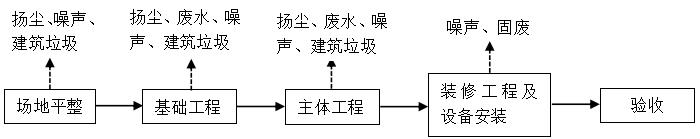 扬尘、噪声、
建筑垃圾
扬尘、废水、噪
声、建筑垃圾
扬尘、废水、噪
声、建筑垃圾
噪声、固废
场地平整
基础工程
主体工程
装修工程及
设备安装
验收